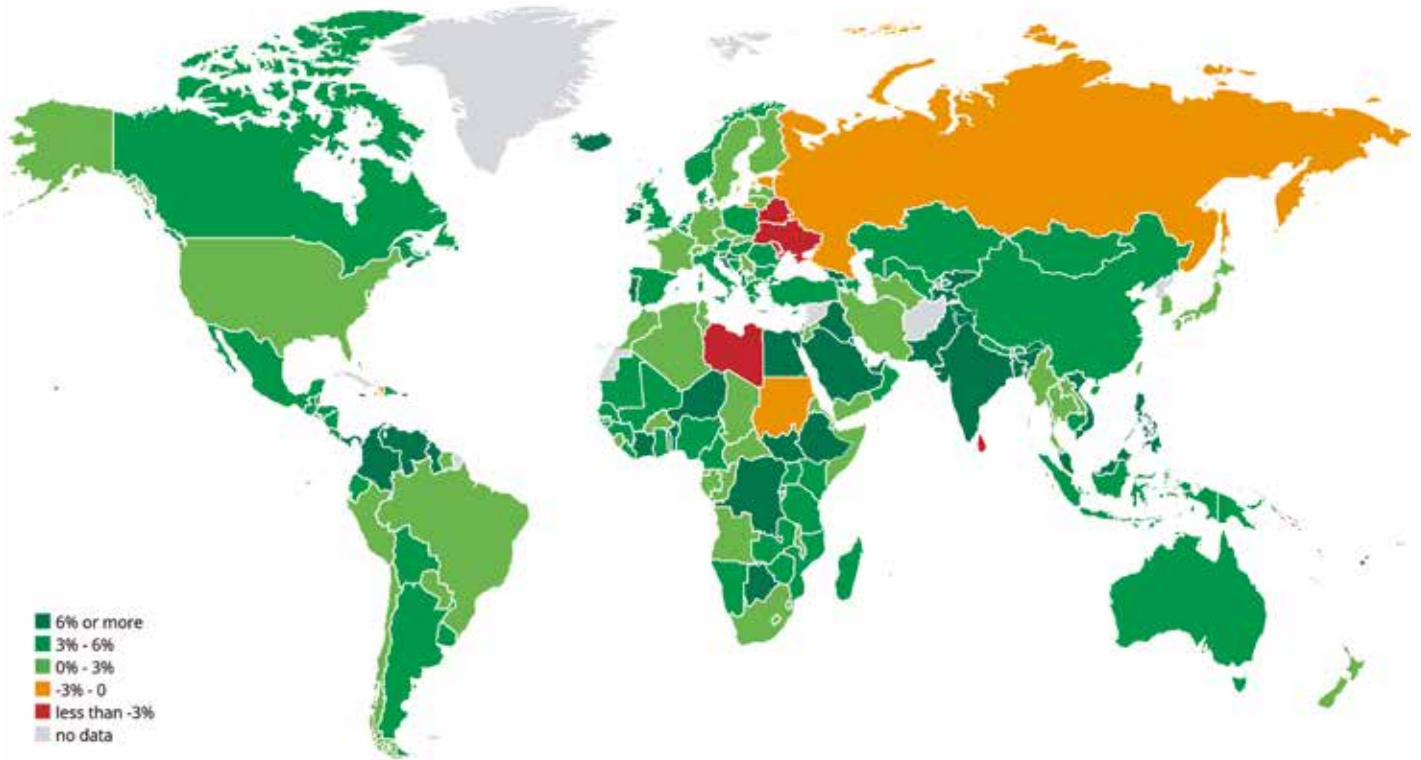 6% or more
3% - 6%
0% - 3%
-3% - 0
less than -3%
no data